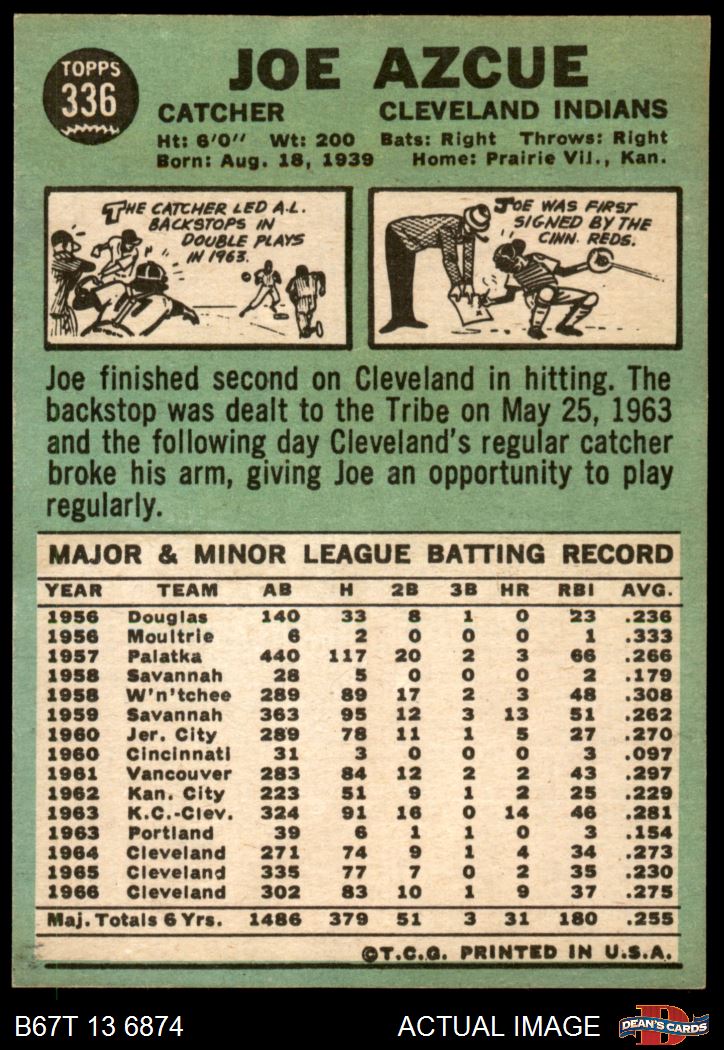 TOPPS
336
JOE AZCUE
CATCHER CLEVELAND INDIANS
Ht: 6'0" Wt: 200 Bats: Right Throws: Right
Born: Aug. 18, 1939 Home: Prairie Vil., Kan.
THE CATCHER LED A.L.
BACKSTOPS IN
DOUBLE PLAYS
IN 1963.
JOE WAS FIRST
SIGNED BY THE
CINN. REDS.
Joe finished second on Cleveland in hitting. The
backstop was dealt to the Tribe on May 25, 1963
and the following day Cleveland's regular catcher
broke his arm, giving Joe an opportunity to play
regularly.
MAJOR & MINOR LEAGUE BATTING RECORD
YEAR TEAM AB H 2B 3B HR RBI AVG.
1956 Douglas 140 33 8 1 0 23 .236
1956 Moultrie 6 2 0 0 0 1 .333
1957 Palatka 440 117 20 2 3 66 .266
1958 Savannah 28 5 0 0 0 2 .179
1958 W'n'tchee 289 89 17 2 3 48 .308
1959 Savannah 363 95 12 3 13 51 .262
1960 Jer. City 289 78 11 1 5 27 .270
1960 Cincinnati 31 3 0 0 0 3 .097
1961 Vancouver 283 84 12 2 2 43 .297
1962 Kan. City 223 51 9 1 2 25 .229
1963 K.C.-Clev. 324 91 16 0 14 46 .281
1963 Portland 39 6 1 1 0 3 .154
1964 Cleveland 271 74 9 1 4 34 .273
1965 Cleveland 335 77 7 0 2 35 .230
1966 Cleveland 302 83 10 1 9 37 .275
Maj. Totals 6 Yrs. 1486 379 51 3 31 180 .255
©T.C.G. PRINTED IN U.S.A.
B67T 13 6874 ACTUAL IMAGE DEAN'S CARDS